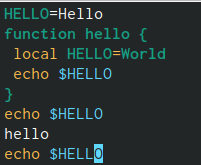 HELLO=Hello
function hello {
 local HELLO=World
 echo $HELLO
}
echo $HELLO
hello
echo $HELLO